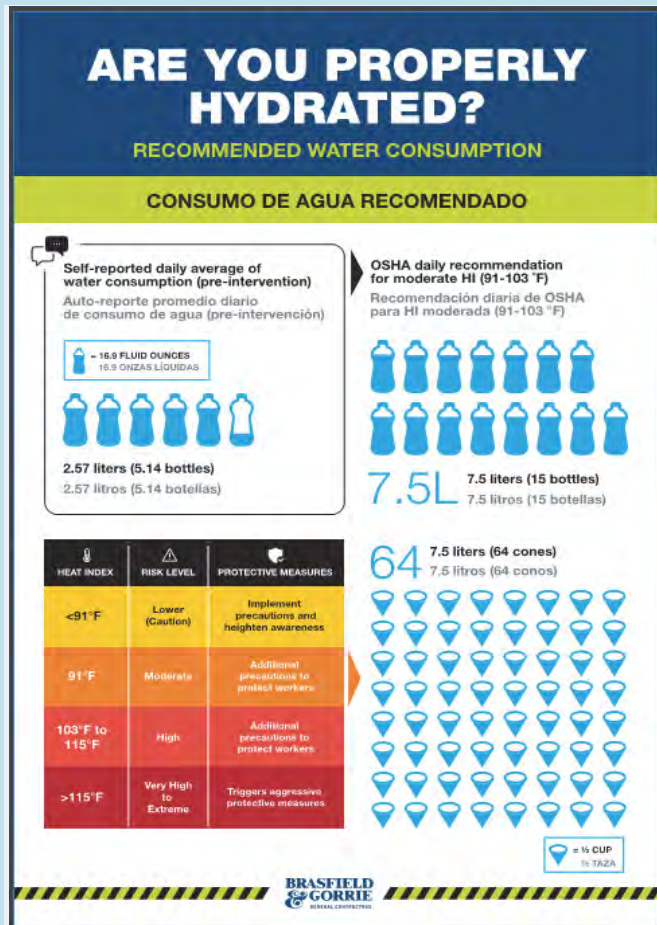 ARE YOU PROPERLY
HYDRATED?
RECOMMENDED WATER CONSUMPTION
CONSUMO DE AGUA RECOMENDADO
Self-reported daily average of
water consumption (pre-intervention)
Auto-reporte promedio diario
de consumo de agua (pre-intervención)
= 16.9 FLUID OUNCES
16.9 ONZAS LÍQUIDAS
2.57 liters (5.14 bottles)
2.57 litros (5.14 botellas)
OSHA daily recommendation
for moderate HI (91-103 °F)
Recomendación diaria de OSHA
para HI moderada (91-103 °F)
7.5L
7.5 liters (15 bottles)
7.5 litros (15 botellas)
HEAT INDEX RISK LEVEL PROTECTIVE MEASURES
<91°F
Lower
(Caution)
Implement
precautions and
heighten awareness
91°F
Moderate
Additional
precautions to
protect workers
103°F to
115°F
High
Additional
precautions to
protect workers
>115°F
Very High
to
Extreme
Triggers aggressive
protective measures
64
7.5 liters (64 cones)
7.5 litros (64 conos)
= ½ CUP
½ TAZA
BRASFIELD
& GORRIE
GENERAL CONTRACTORS